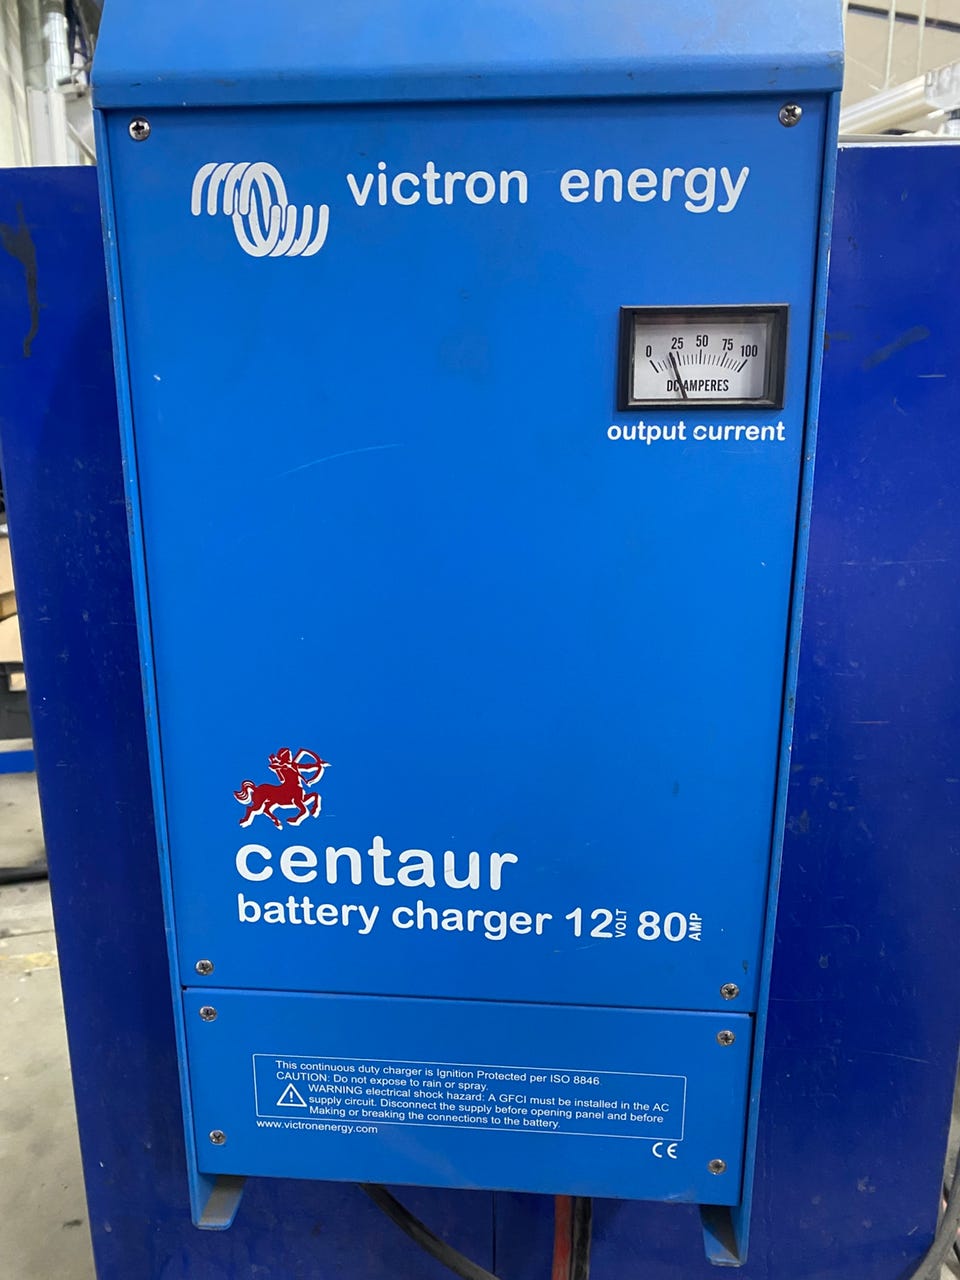 victron energy
0 25 50 75 100
DC AMPERES
output current
centaur
battery charger 12 VOLT 80 AMP
This continuous duty charger is Ignition Protected per ISO 8846
CAUTION: Do not expose to rain or spray.
WARNING electrical shock hazard: A GFCI must be installed in the AC
supply circuit. Disconnect the supply before opening panel and before
Making or breaking the connections to the battery.
www.victronenergy.com
CE